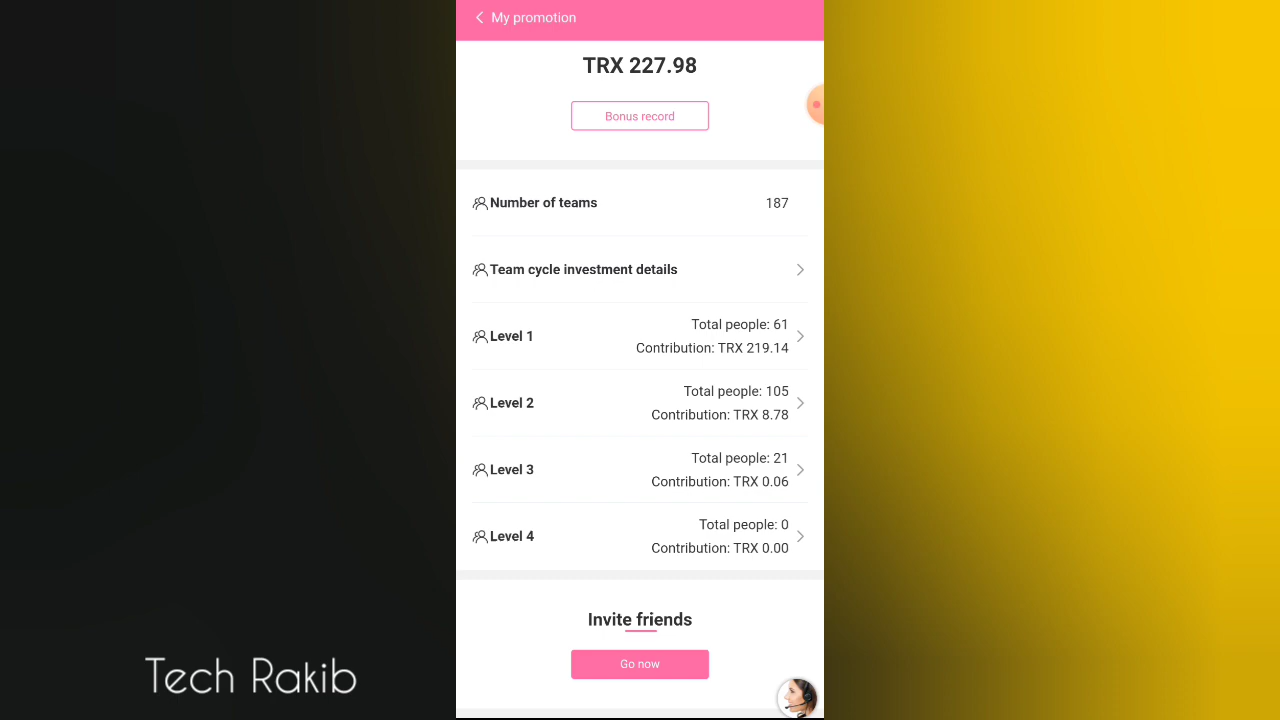 My promotion
TRX 227.98
Bonus record
Number of teams 187
Team cycle investment details
Level 1
Total people: 61
Contribution: TRX 219.14
Level 2
Total people: 105
Contribution: TRX 8.78
Level 3
Total people: 21
Contribution: TRX 0.06
Level 4
Total people: 0
Contribution: TRX 0.00
Invite friends
Go now
Tech Rakib